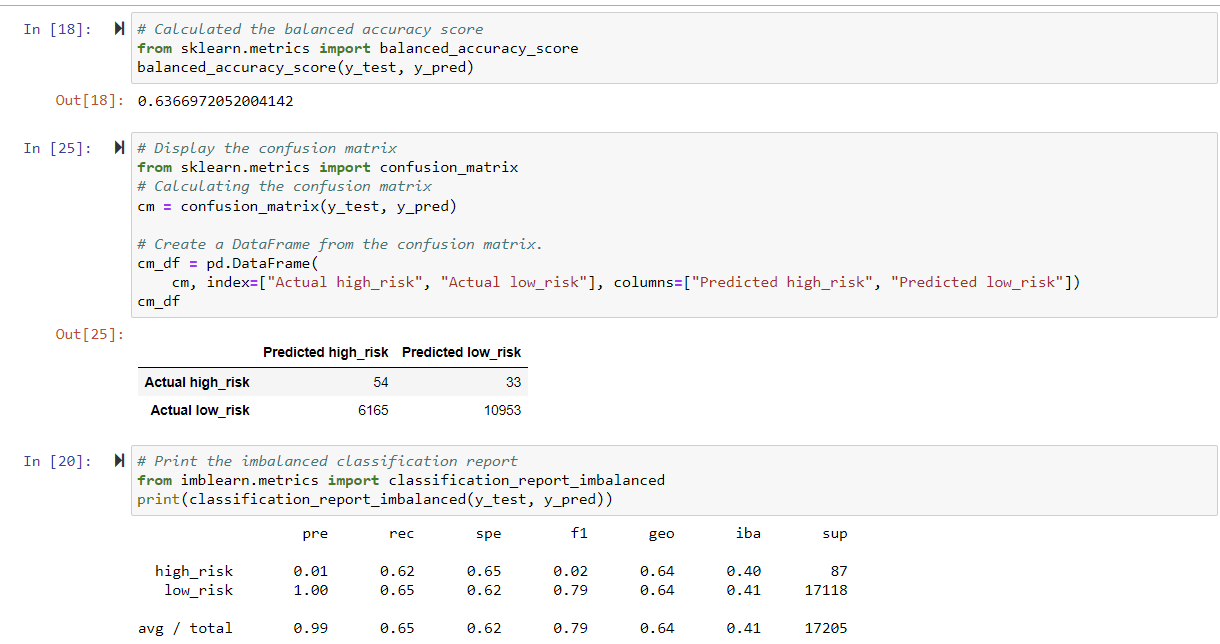 In [18]: # Calculated the balanced accuracy score
from sklearn.metrics import balanced_accuracy_score
balanced_accuracy_score(y_test, y_pred)
Out[18]: 0.6366972052004142
In [25]: # Display the confusion matrix
from sklearn.metrics import confusion_matrix
# Calculating the confusion matrix
cm = confusion_matrix(y_test, y_pred)
# Create a DataFrame from the confusion matrix.
cm_df = pd.DataFrame(
    cm, index=["Actual high_risk", "Actual low_risk"], columns=["Predicted high_risk", "Predicted low_risk"])
cm_df
Out[25]:
Predicted high_risk Predicted low_risk
Actual high_risk 54 33
Actual low_risk 6165 10953
In [20]: # Print the imbalanced classification report
from imblearn.metrics import classification_report_imbalanced
print(classification_report_imbalanced(y_test, y_pred))
pre rec spe f1 geo iba sup
high_risk 0.01 0.62 0.65 0.02 0.64 0.40 87
low_risk 1.00 0.65 0.62 0.79 0.64 0.41 17118
avg / total 0.99 0.65 0.62 0.79 0.64 0.41 17205